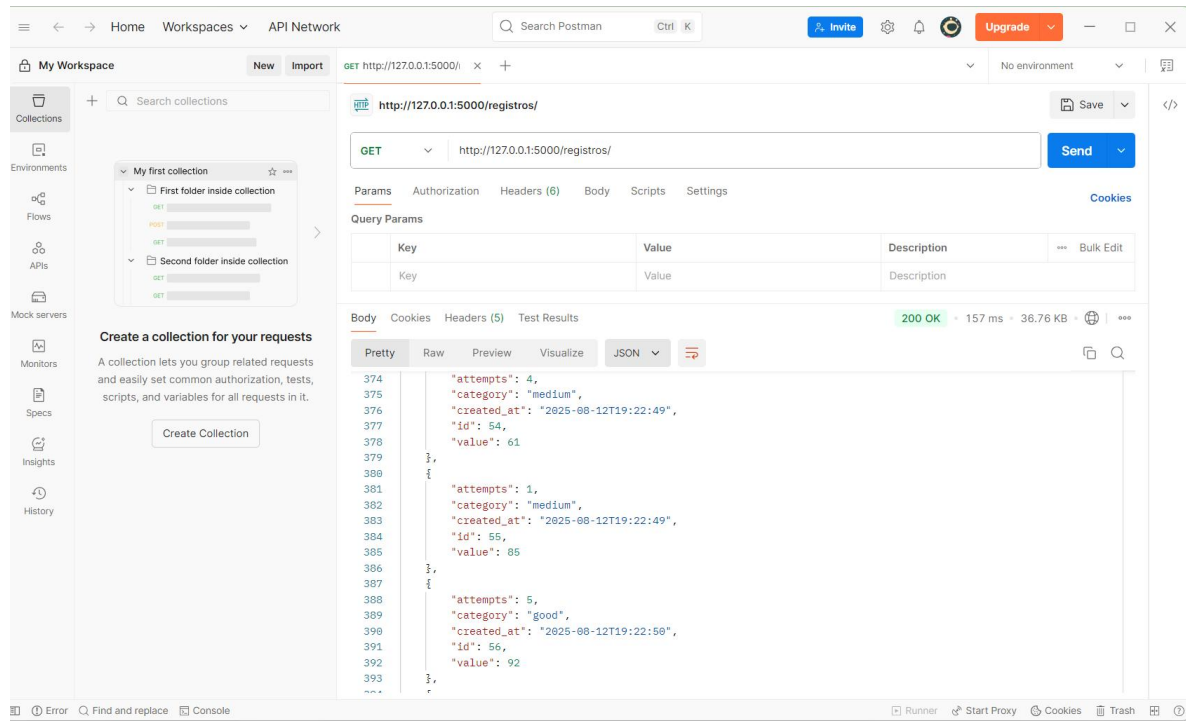 Home Workspaces API Network Search Postman Ctrl K Invite Upgrade
My Workspace New Import GET http://127.0.0.1:5000/ No environment
Collections Search collections http://127.0.0.1:5000/registros/ Save
Environments GET http://127.0.0.1:5000/registros/ Send
My first collection
First folder inside collection
GET
POST
GET
Second folder inside collection
GET
GET
Flows
APIs
Mock servers
Monitors
Specs
Insights
History
Create a collection for your requests
A collection lets you group related requests
and easily set common authorization, tests,
scripts, and variables for all requests in it.
Create Collection
Params Authorization Headers (6) Body Scripts Settings Cookies
Query Params
Key Value Description Bulk Edit
Key Value Description
Body Cookies Headers (5) Test Results 200 OK 157 ms 36.76 KB
Pretty Raw Preview Visualize JSON
374 "attempts": 4,
375 "category": "medium",
376 "created_at": "2025-08-12T19:22:49",
377 "id": 54,
378 "value": 61
379 },
380 {
381 "attempts": 1,
382 "category": "medium",
383 "created_at": "2025-08-12T19:22:49",
384 "id": 55,
385 "value": 85
386 },
387 {
388 "attempts": 5,
389 "category": "good",
390 "created_at": "2025-08-12T19:22:50",
391 "id": 56,
392 "value": 92
393 },
Error Find and replace Console Runner Start Proxy Cookies Trash